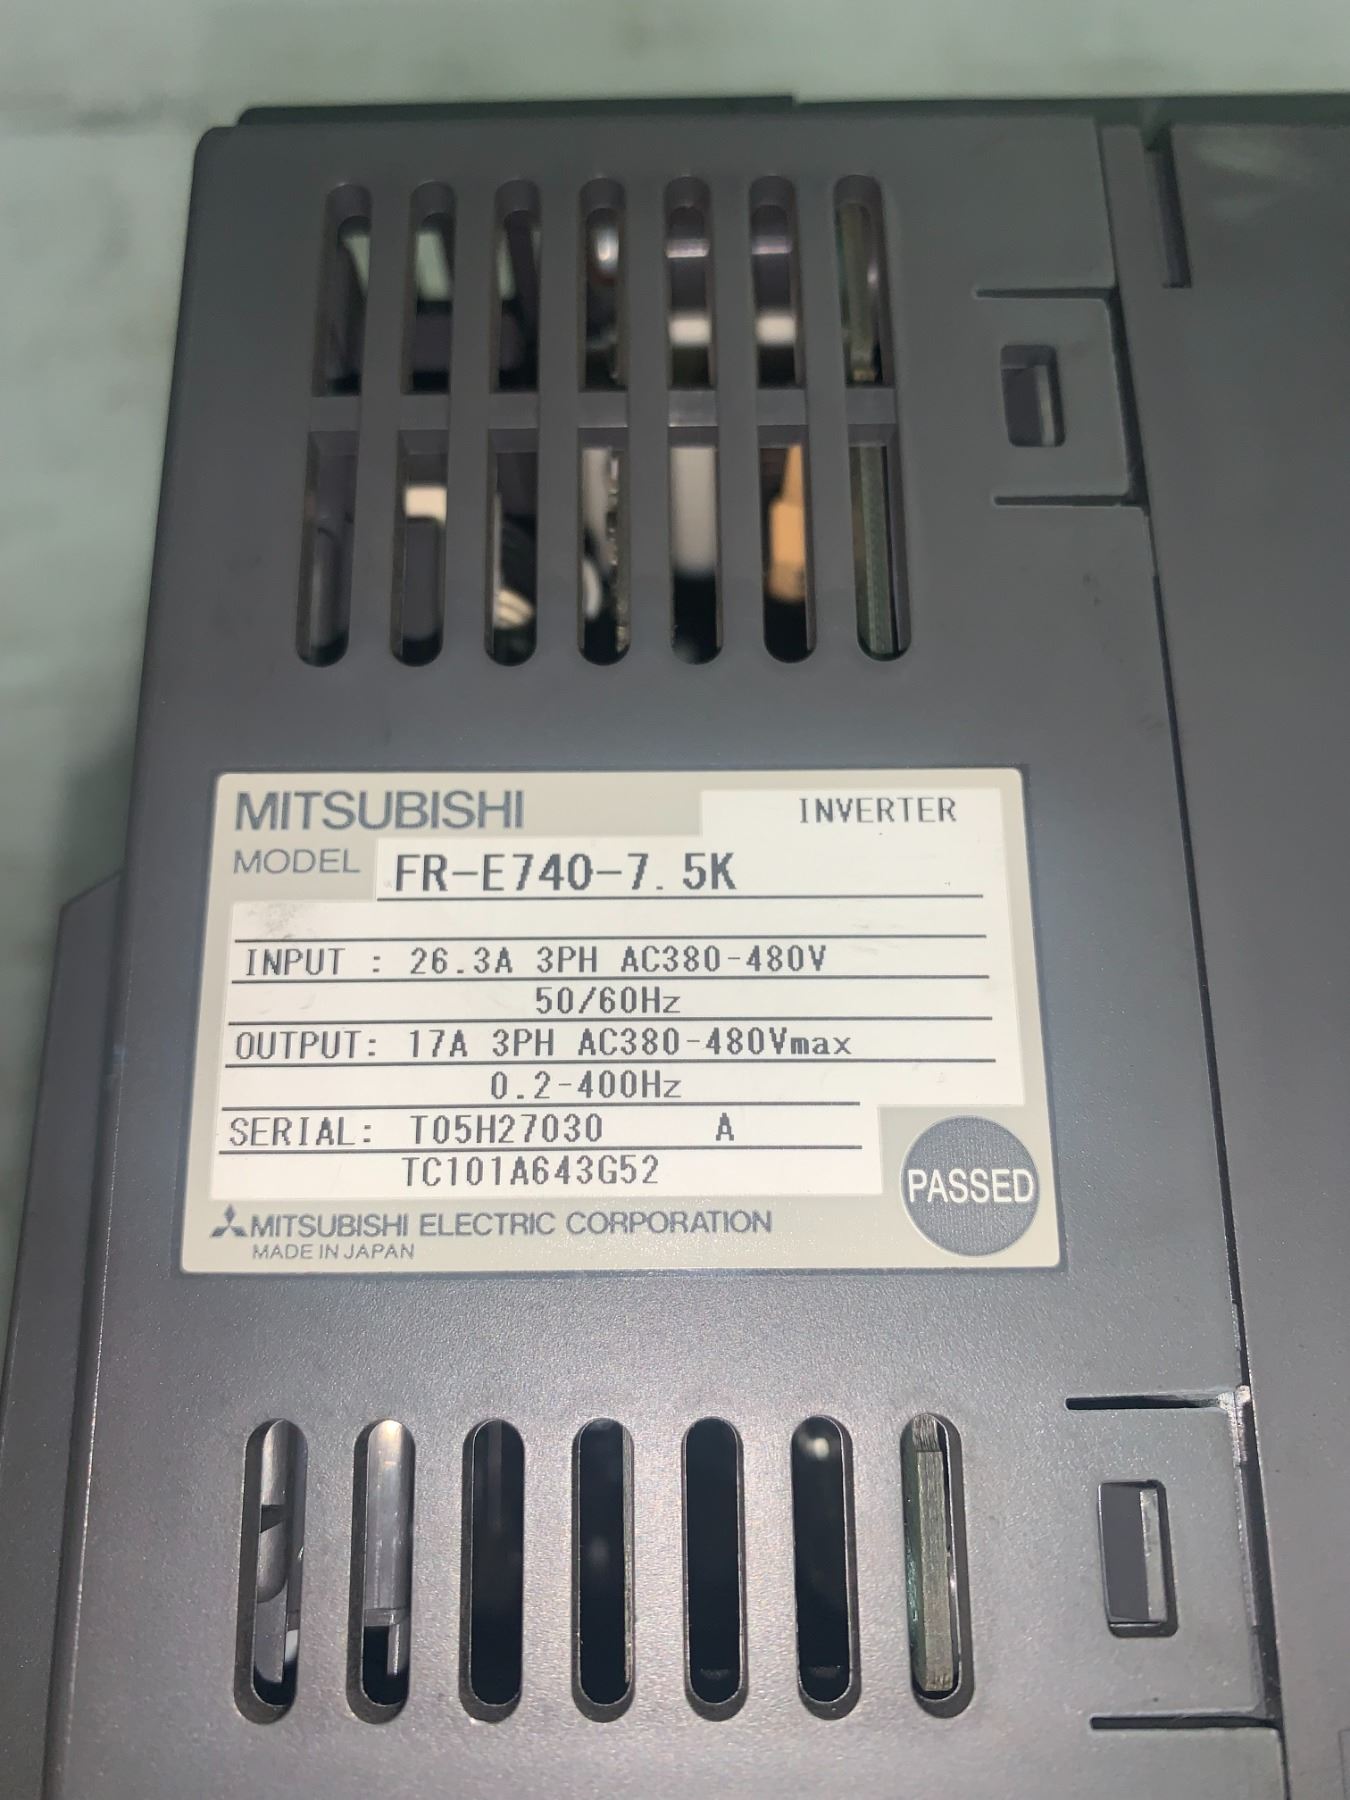 MITSUBISHI INVERTER
MODEL FR-E740-7.5K
INPUT : 26.3A 3PH AC380-480V
50/60Hz
OUTPUT: 17A 3PH AC380-480Vmax
0.2-400Hz
SERIAL: T05H27030 A
TC101A643G52
PASSED
MITSUBISHI ELECTRIC CORPORATION
MADE IN JAPAN